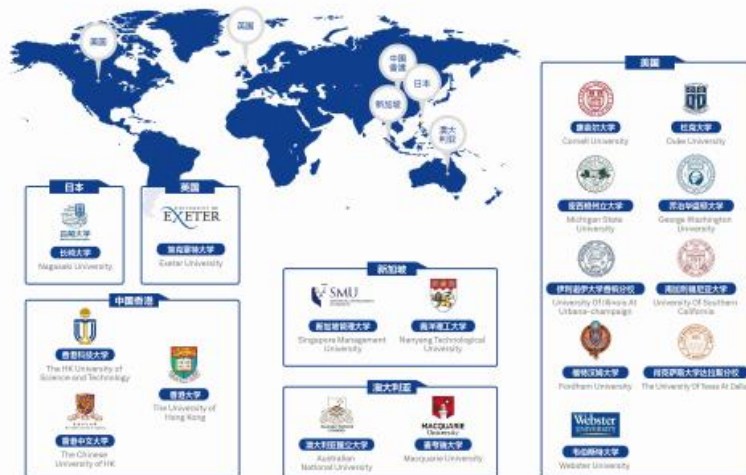 美国
英国
中国
香港
日本
新加坡
澳大
利亚
日本
长崎大学
Nagasaki University
英国
UNIVERSITY OF
EXETER
埃克塞特大学
Exeter University
中国香港
香港科技大学
The HK University of
Science and Technology
香港大学
The University of
Hong Kong
香港中文大学
The Chinese
University of HK
新加坡
SMU
新加坡管理大学
Singapore Management
University
南洋理工大学
Nanyang Technological
University
澳大利亚
澳大利亚国立大学
Australian
National University
MACQUARIE
University
麦考瑞大学
Macquarie University
美国
康奈尔大学
Cornell University
杜克大学
Duke University
密西根州立大学
Michigan State
University
乔治华盛顿大学
George Washington
University
伊利诺伊大学香槟分校
University Of Illinois At
Urbana-champaign
南加利福尼亚大学
University Of Southern
California
福特汉姆大学
Fordham University
德克萨斯大学达拉斯分校
The University Of Texas At Dallas
Webster
UNIVERSITY
韦伯斯特大学
Webster University